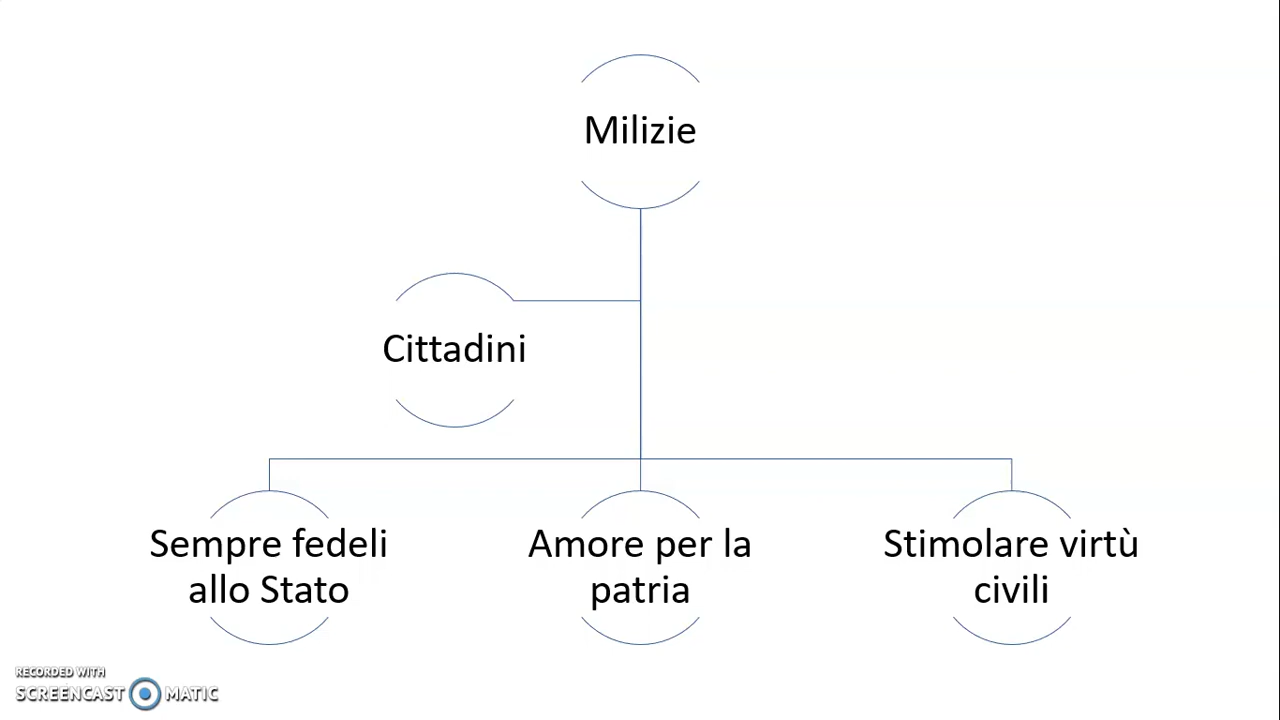 Milizie
Cittadini
Sempre fedeli
allo Stato
Amore per la
patria
Stimolare virtù
civili
RECORDED WITH
SCREENCAST MATIC